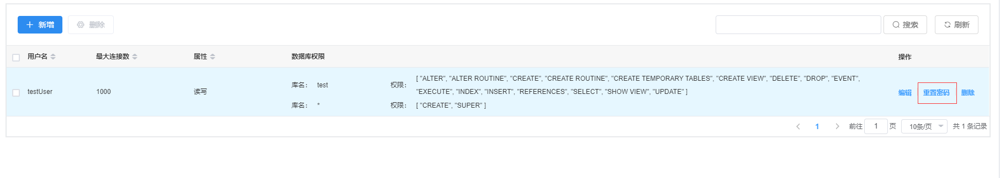 新增 删除 搜索 刷新
用户名 最大连接数 属性 数据库权限 操作
testUser 1000 读写 库名： test 权限： [ "ALTER", "ALTER ROUTINE", "CREATE", "CREATE ROUTINE", "CREATE TEMPORARY TABLES", "CREATE VIEW", "DELETE", "DROP", "EVENT",
"EXECUTE", "INDEX", "INSERT", "REFERENCES", "SELECT", "SHOW VIEW", "UPDATE" ]
库名： * 权限： [ "CREATE", "SUPER" ]
编辑 重置密码 删除
1 前往 1 页 10条/页 共 1 条记录